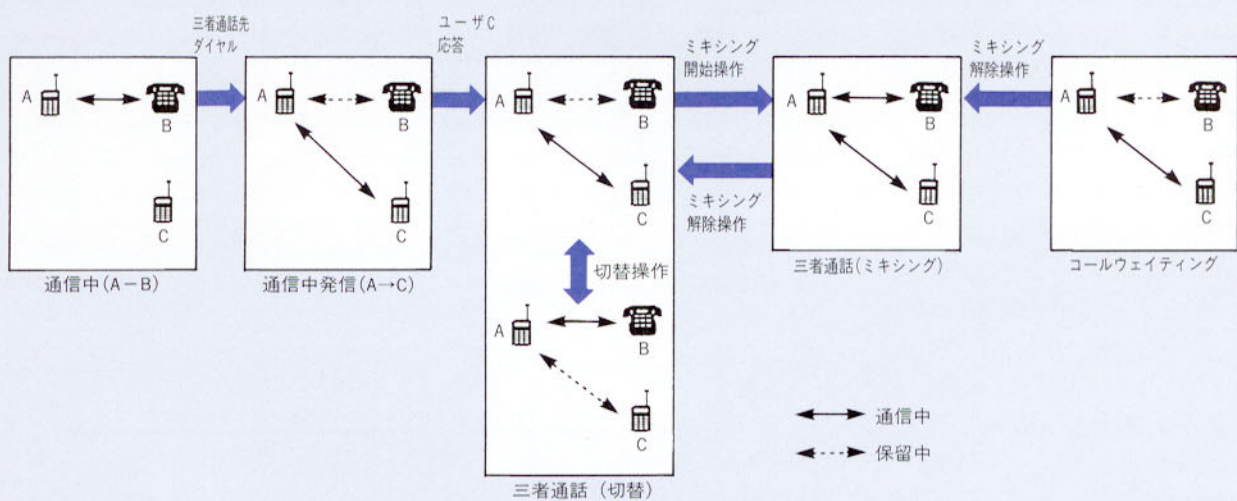 三者通話先
ダイヤル
ユーザC
応答
ミキシング
開始操作
ミキシング
解除操作
A
B
C
通信中(A-B)
A
B
C
通信中発信(A→C)
A
B
C
切替操作
A
B
C
三者通話(切替)
ミキシング
解除操作
A
B
C
三者通話(ミキシング)
A
B
C
コールウェイティング
通信中
保留中